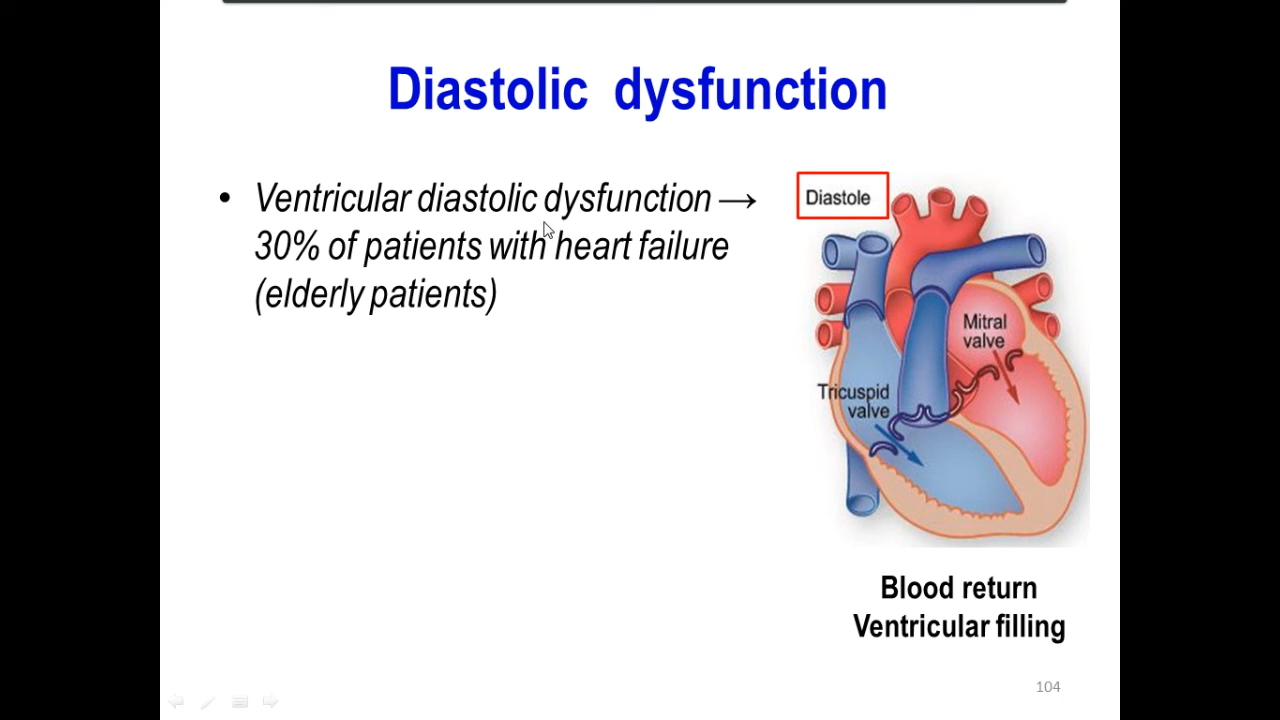 Diastolic dysfunction
• Ventricular diastolic dysfunction →
30% of patients with heart failure
(elderly patients)
Diastole
Mitral
valve
Tricuspid
valve
Blood return
Ventricular filling
104